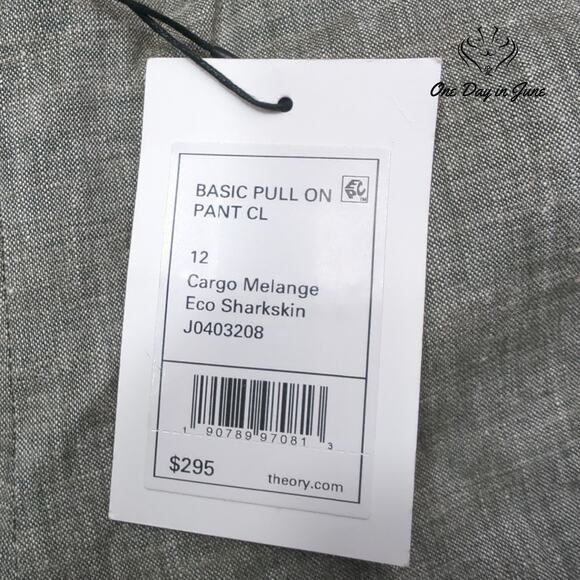 One Day in June
BASIC PULL ON
PANT CL
12
Cargo Melange
Eco Sharkskin
J0403208
1 90789 97081 3
$295
theory.com